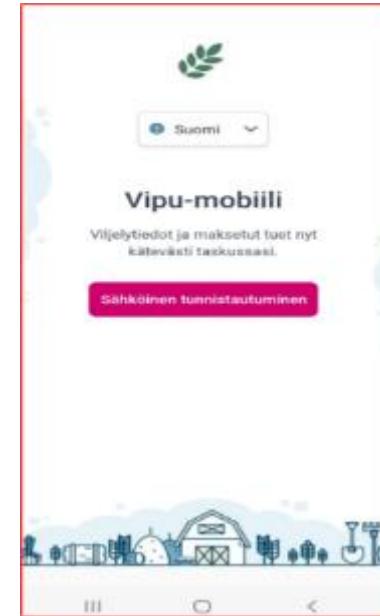 Suomi
Vipu-mobiili
Viljelytiedot ja maksetut tuet nyt
kätevästi taskussasi.
Sähköinen tunnistautuminen